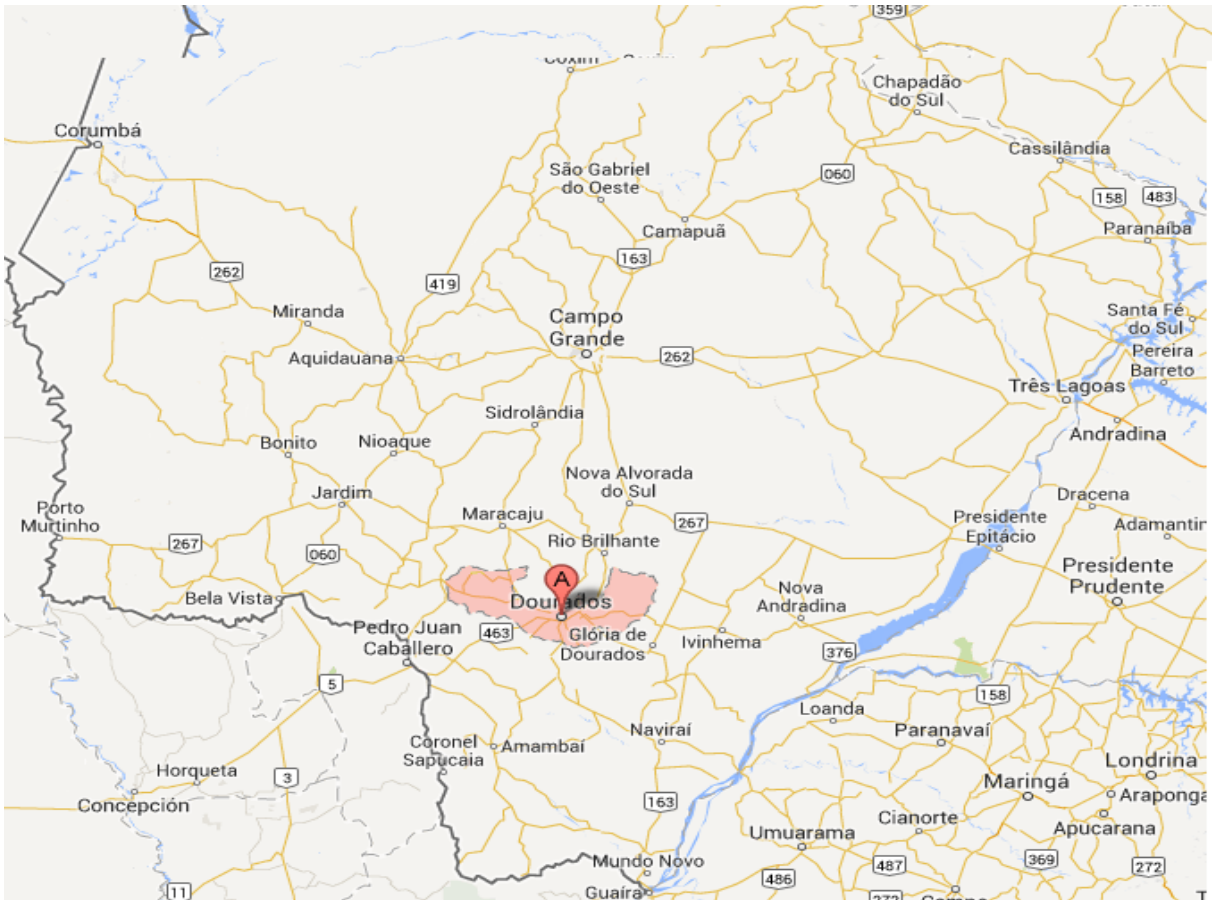 359
Coxim
Chapadão
do Sul
Corumbá
Cassilândia
São Gabriel
do Oeste
060
158
483
Camapuã
Paranaíba
163
262
419
Miranda
Campo
Grande
Santa Fé
do Sul
Aquidauana
262
Pereira
Barreto
Três Lagoas
Sidrolândia
Andradina
Bonito
Nioaque
Nova Alvorada
do Sul
Jardim
Dracena
Porto
Murtinho
Maracaju
267
Presidente
Epitácio
Adamantin
267
060
Rio Brilhante
Presidente
Prudente
A
Bela Vista
Dourados
Nova
Andradina
Pedro Juan
Caballero
463
Glória de
Dourados
Ivinhema
376
5
158
Loanda
Coronel
Sapucaia
Amambaí
Naviraí
Paranavaí
Horqueta
3
Londrina
Concepción
Maringá
163
Araponga
Cianorte
Apucarana
Umuarama
Mundo Novo
487
369
272
11
Guaíra
486
272